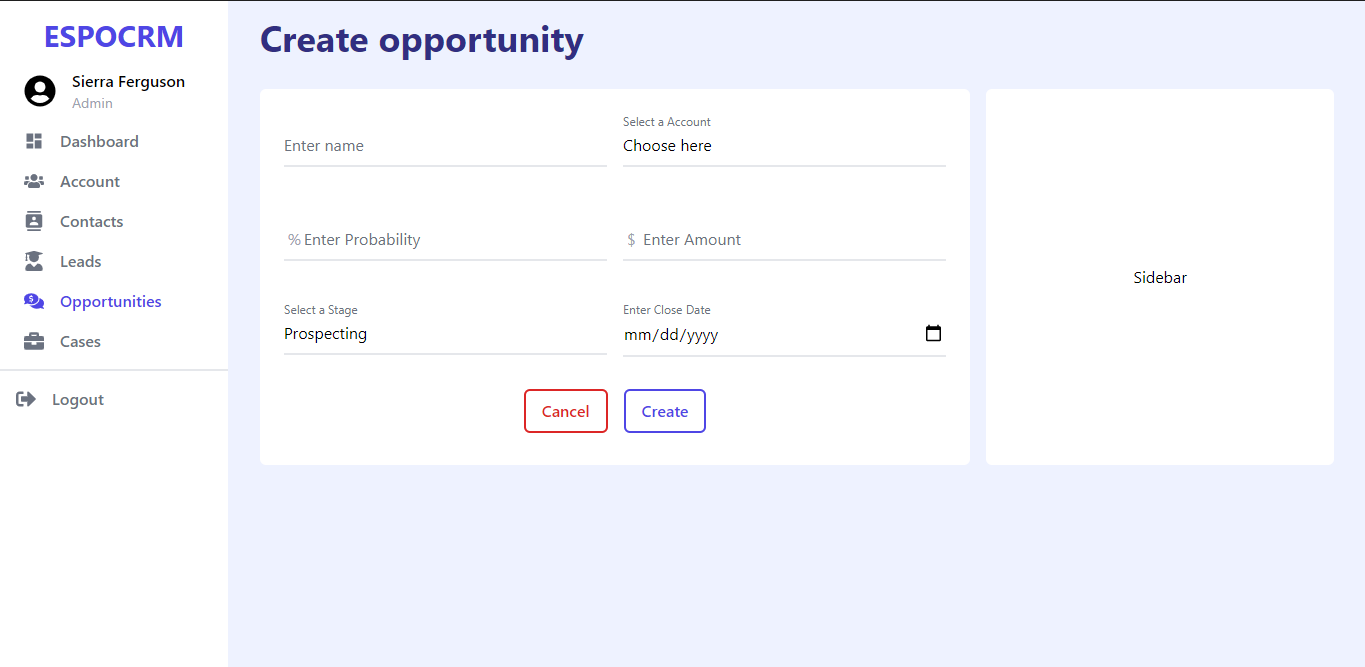 ESPOCRM
Sierra Ferguson
Admin
Dashboard
Account
Contacts
Leads
Opportunities
Cases
Logout
Create opportunity
Enter name
Select a Account
Choose here
% Enter Probability
$ Enter Amount
Select a Stage
Prospecting
Enter Close Date
mm/dd/yyyy
Cancel
Create
Sidebar